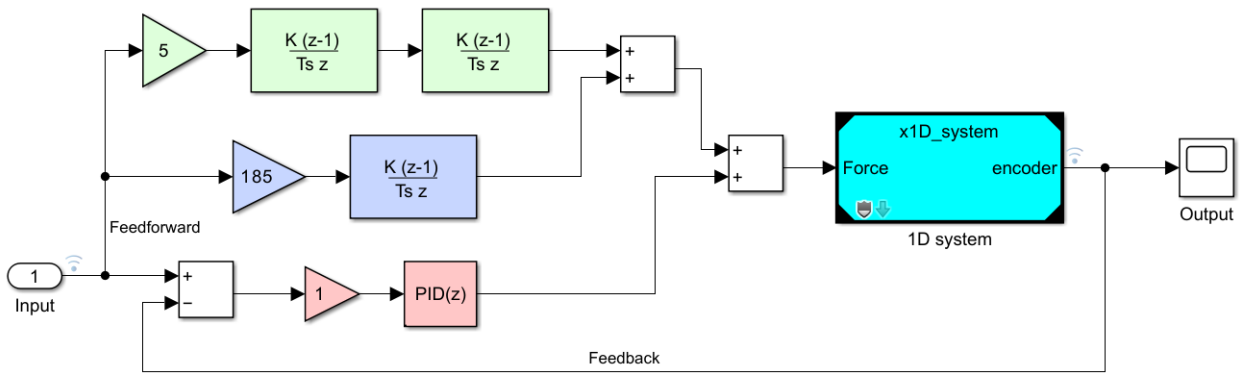 5
K (z-1)
Ts z
K (z-1)
Ts z
+
+
185
K (z-1)
Ts z
+
+
x1D_system
Force
encoder
1D system
Output
Feedforward
1
Input
+
−
1
PID(z)
Feedback